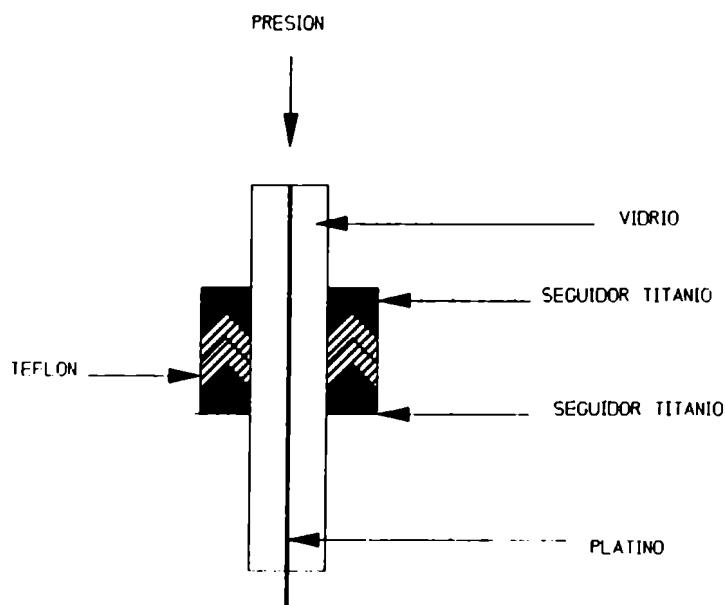 PRESION
VIDRIO
SEGUIDOR TITANIO
TEFLON
SEGUIDOR TITANIO
PLATINO